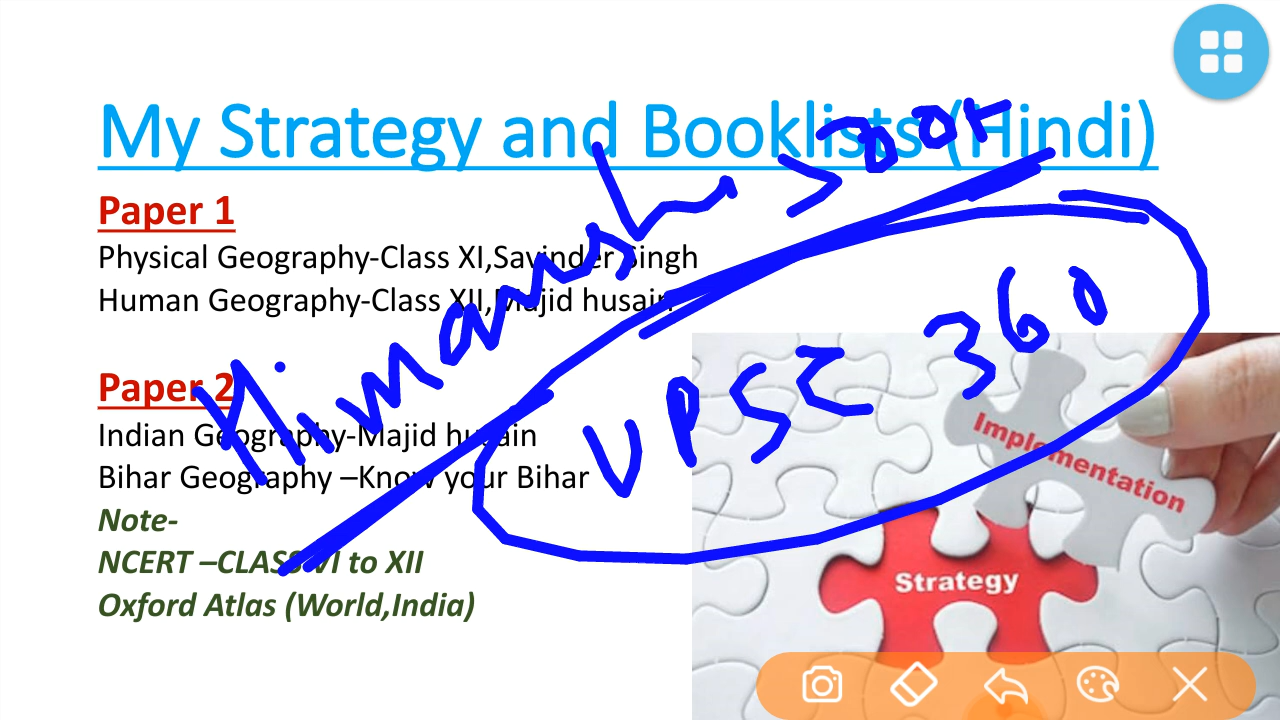 My Strategy and Booklists (Hindi)
Paper 1
Physical Geography-Class XI,Savinder Singh
Human Geography-Class XII,Majid husain
Paper 2
Indian Geography-Majid husain
Bihar Geography –Know your Bihar
Note-
NCERT –CLASS VI to XII
Oxford Atlas (World,India)
Himanshu
UPSC 360
Implementation
Strategy